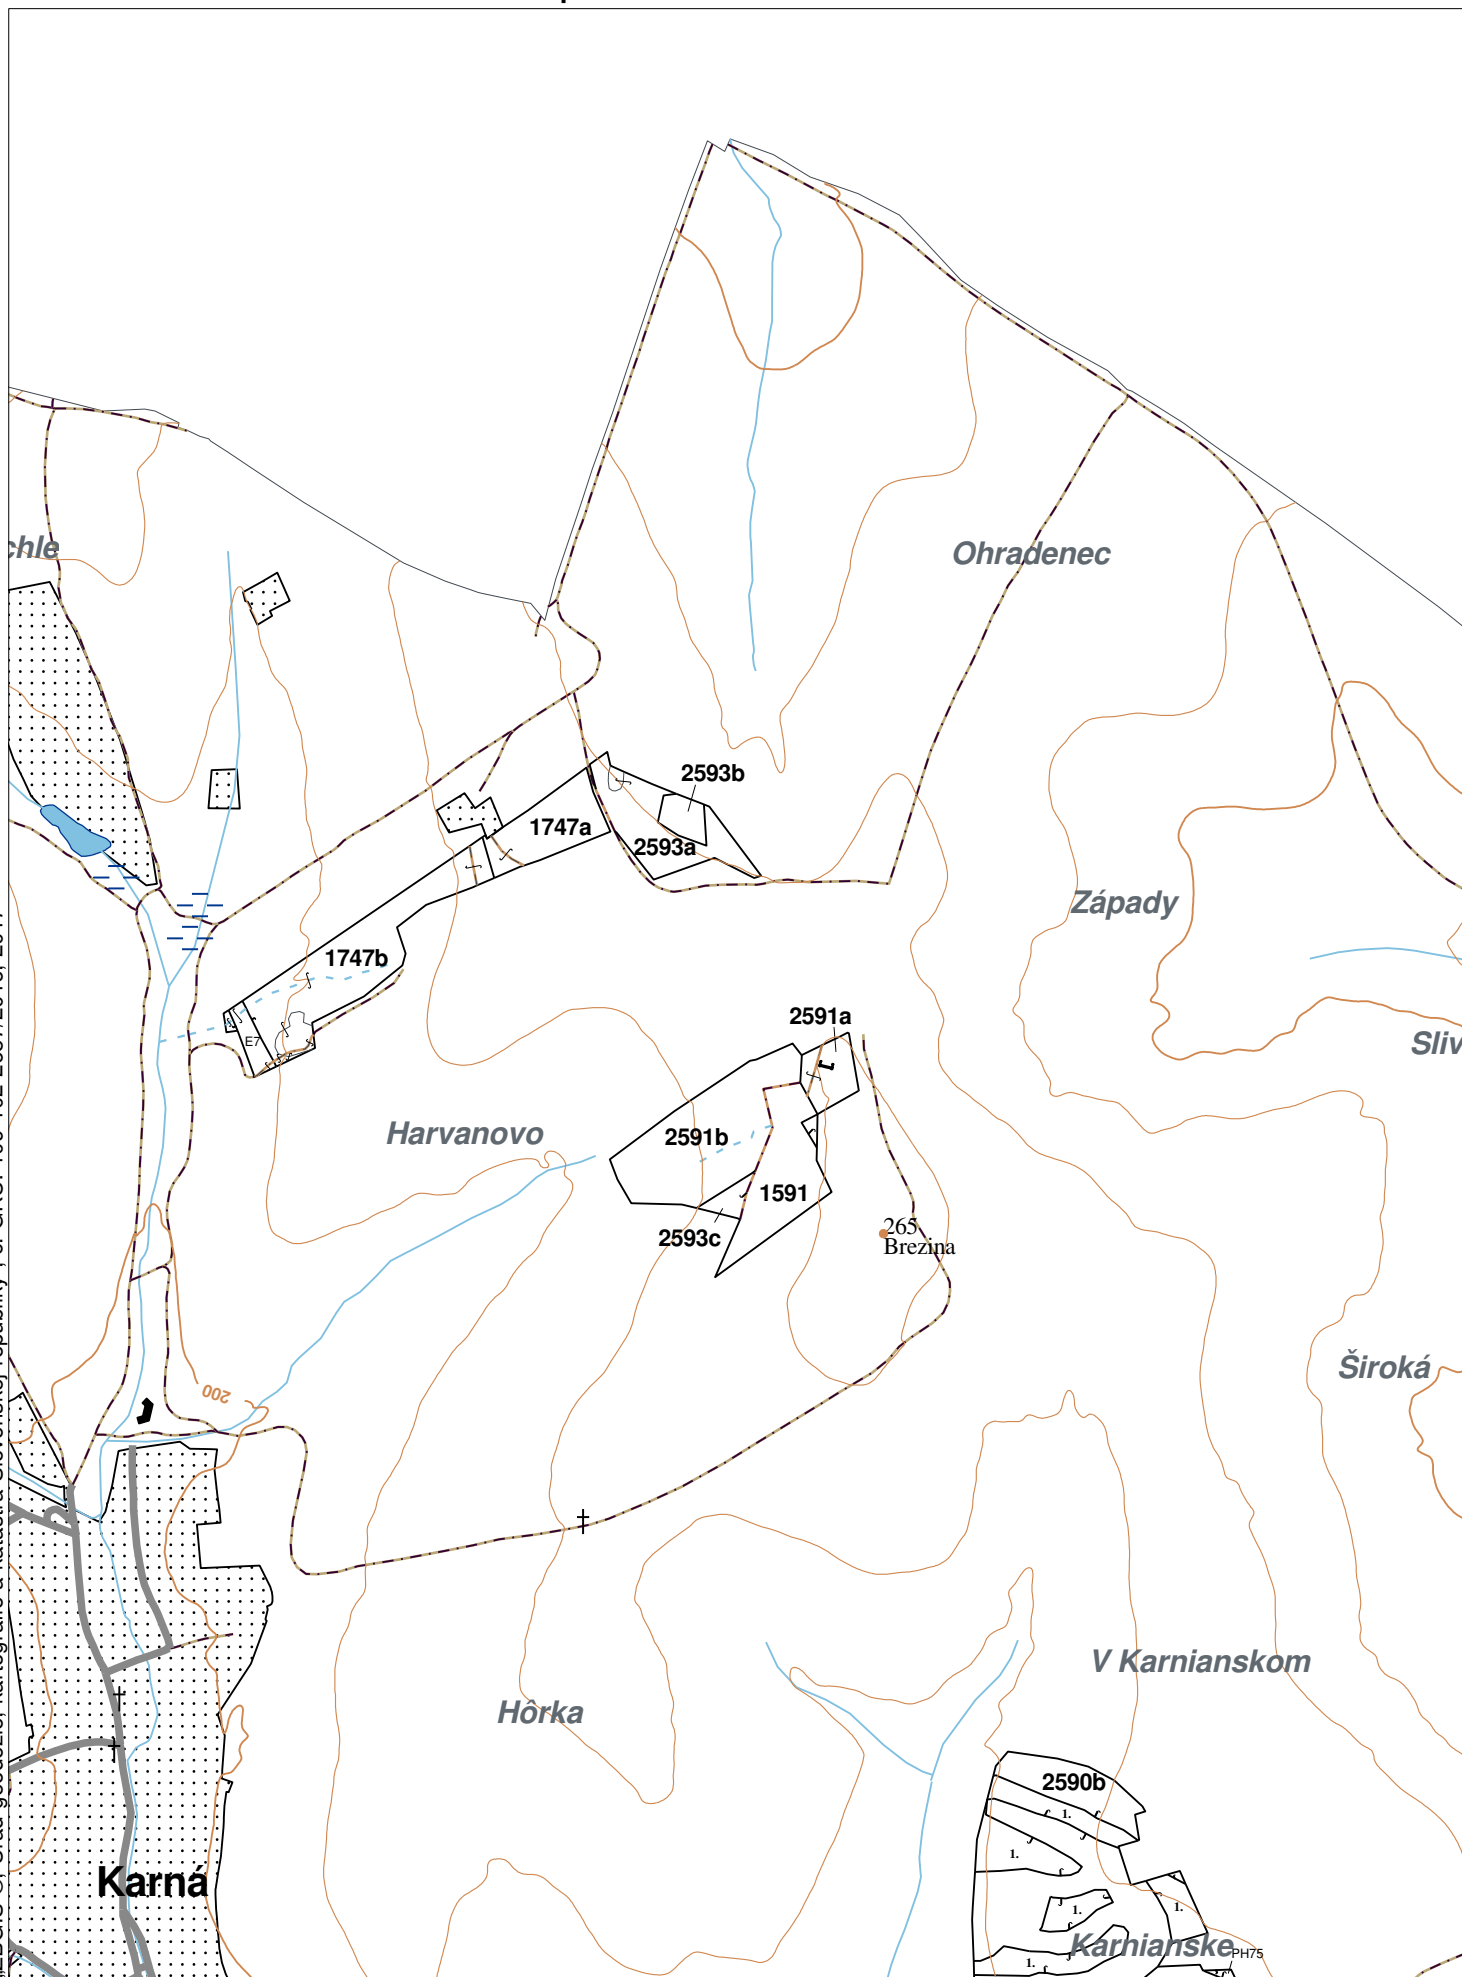 chle
Ohradenec
2593b
1747a
2593a
Západy
1747b
2591a
E7
Sliv
Harvanovo
2591b
1591
265
Brezina
2593c
Široká
200
V Karnianskom
Hôrka
2590b
1.
1.
Karná
1.
1.
Karnianske
PH75
1.